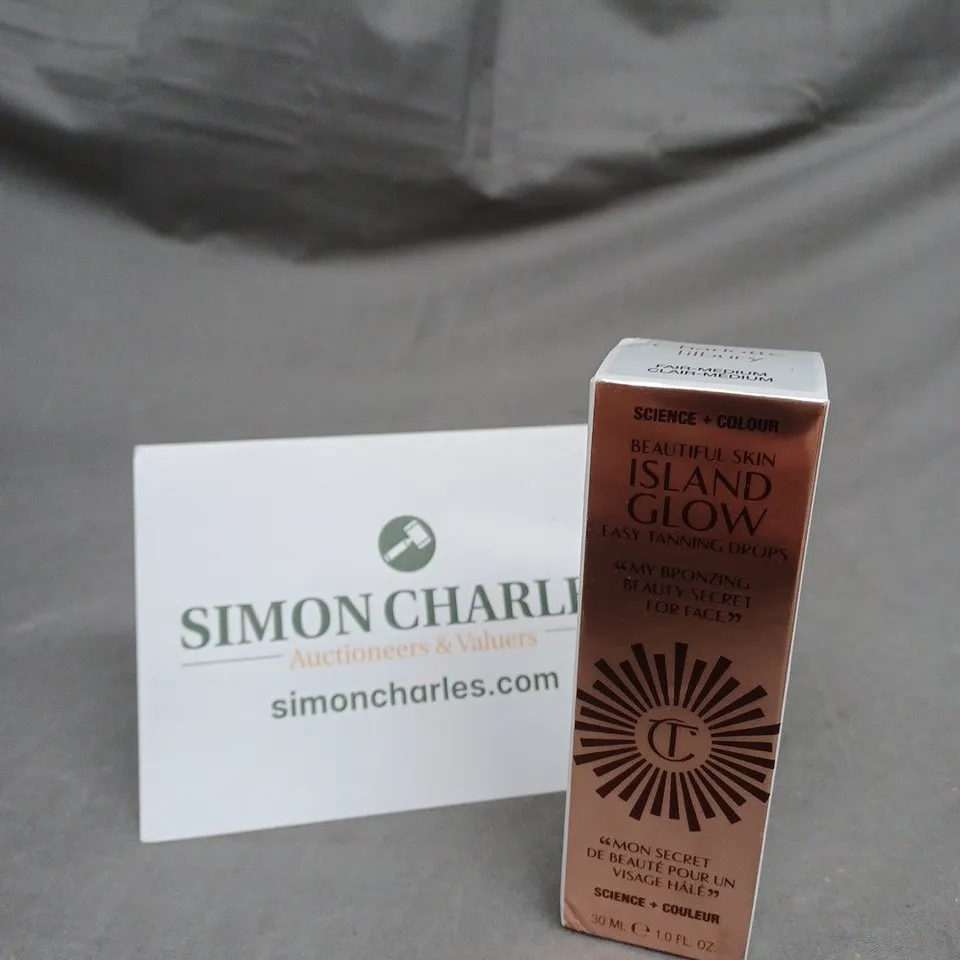 SIMON CHARLE
Auctioneers & Valuers
simoncharles.com
Charlotte
Tilbury
FAIR-MEDIUM
CLAIR-MEDIUM
SCIENCE + COLOUR
BEAUTIFUL SKIN
ISLAND
GLOW
EASY TANNING DROPS
“MY BRONZING
BEAUTY SECRET
FOR FACE”
CT
“MON SECRET
DE BEAUTÉ POUR UN
VISAGE HÂLÉ”
SCIENCE + COULEUR
30 ML ℮ 1.0 FL. OZ.